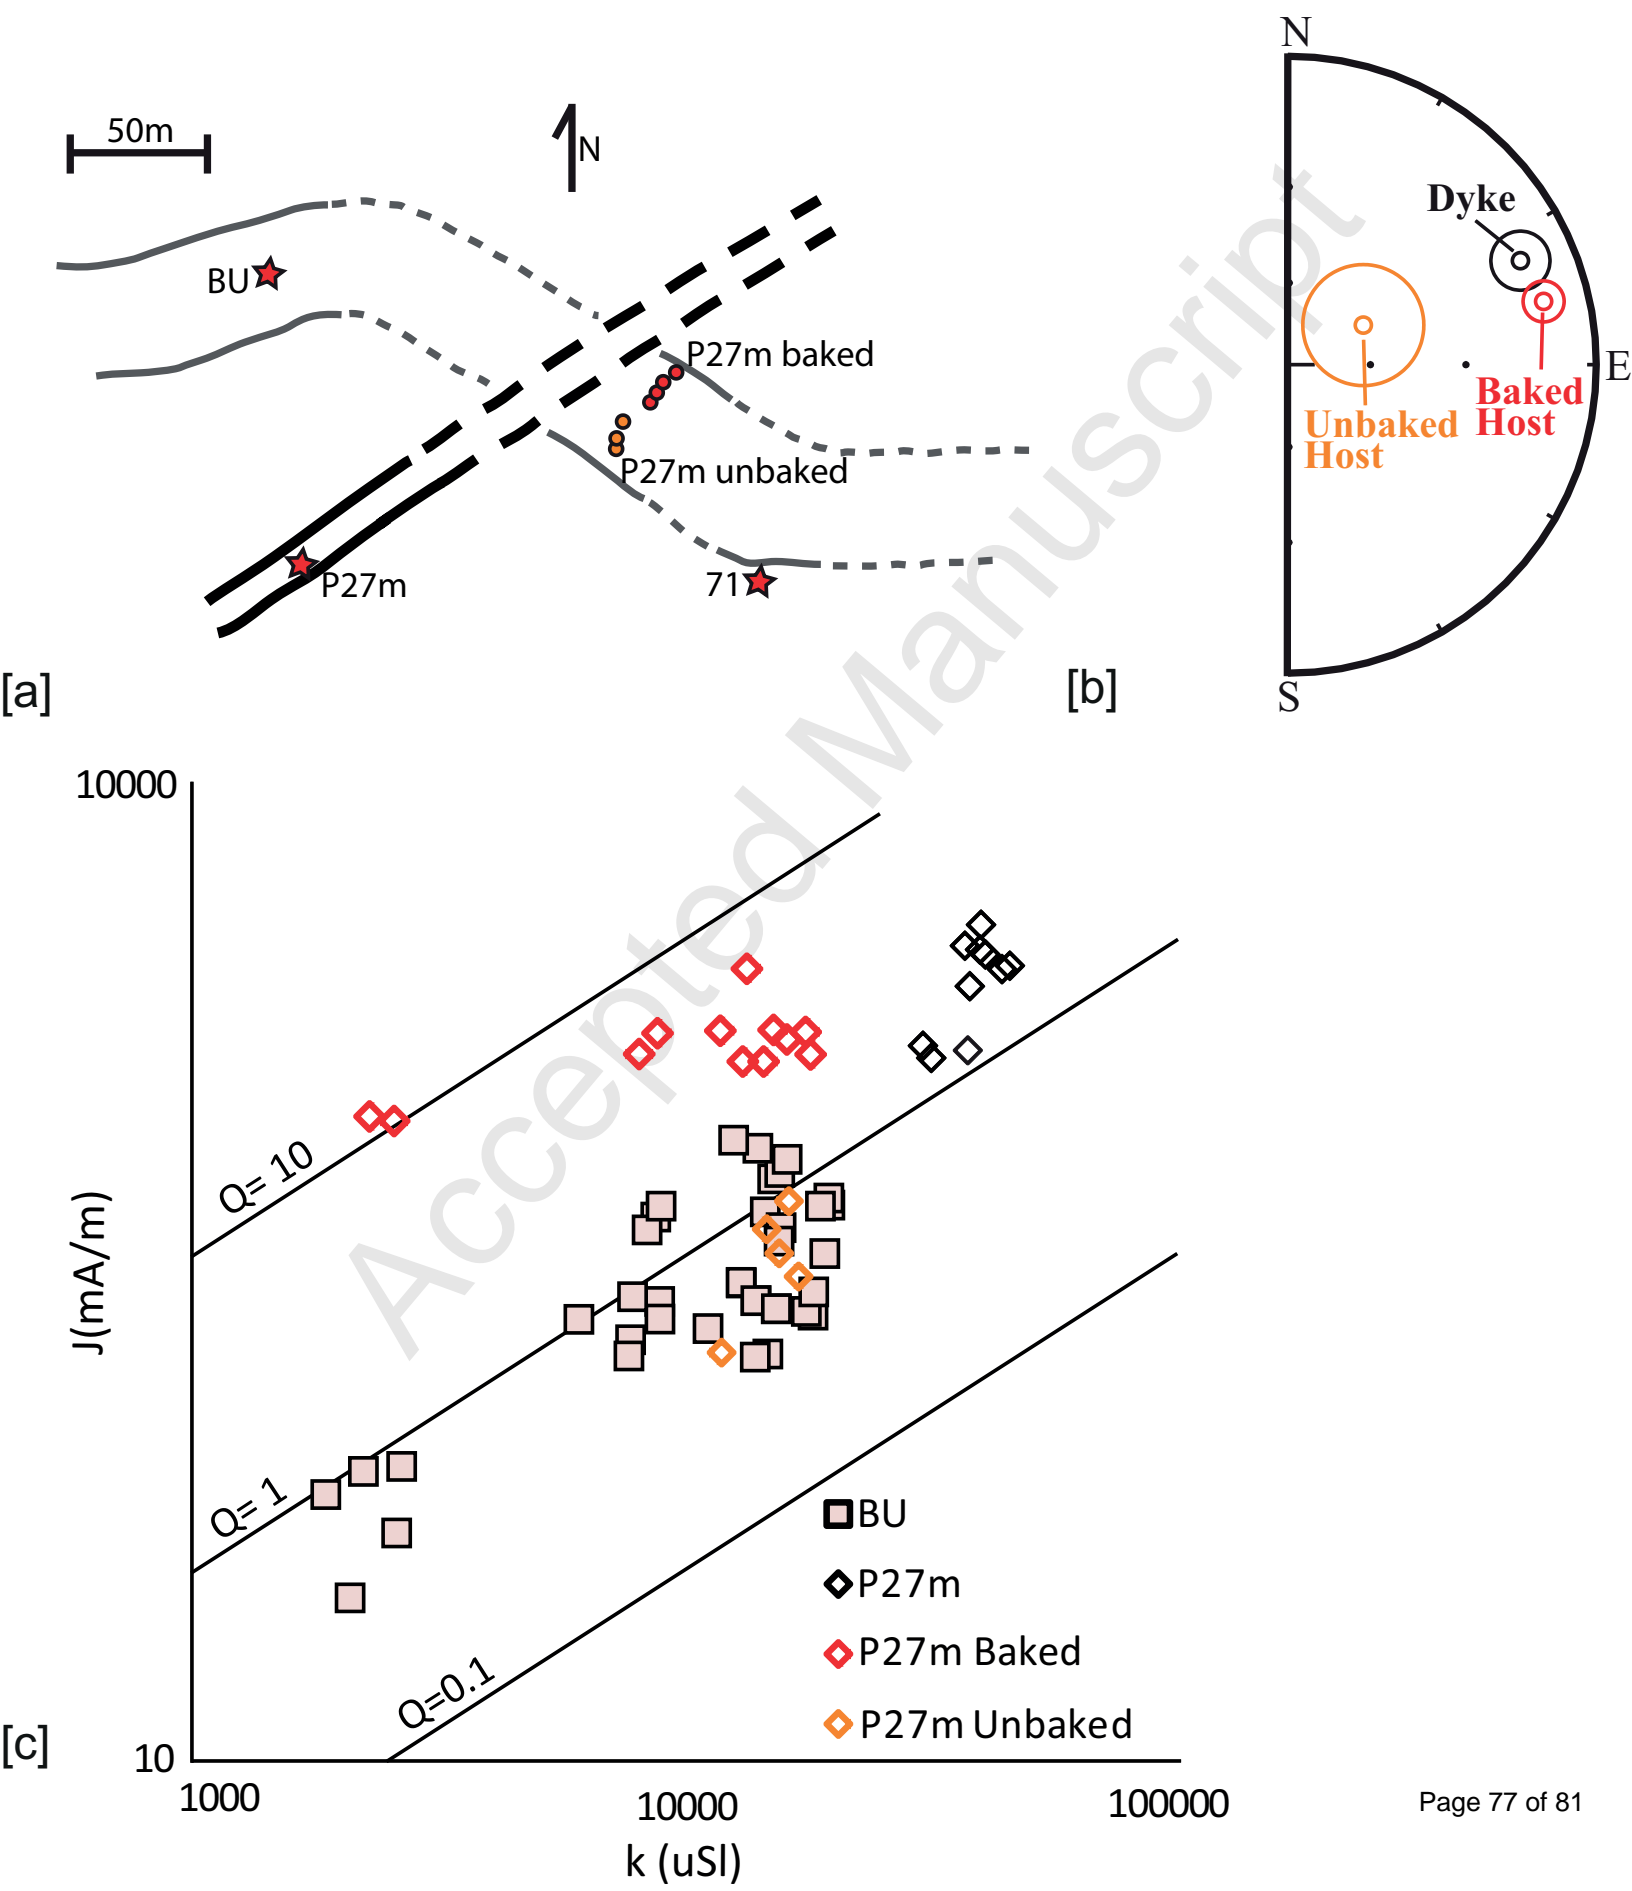 50m
N
BU
P27m baked
P27m unbaked
P27m
71
[a]
N
Dyke
E
Baked
Host
Unbaked
Host
S
[b]
Accepted Manuscript
10000
Q= 10
J(mA/m)
Q= 1
Q=0.1
BU
P27m
P27m Baked
P27m Unbaked
[c]
10
1000
10000
100000
k (uSI)
Page 77 of 81